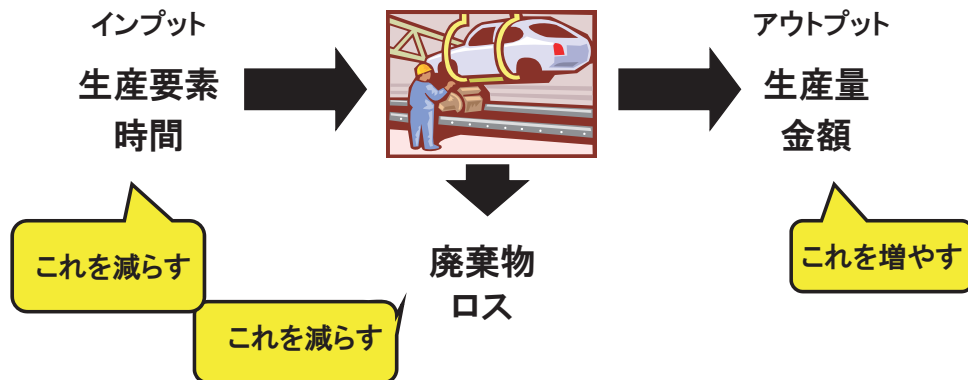 インプット
生産要素
時間
アウトプット
生産量
金額
これを減らす
廃棄物
ロス
これを減らす
これを増やす